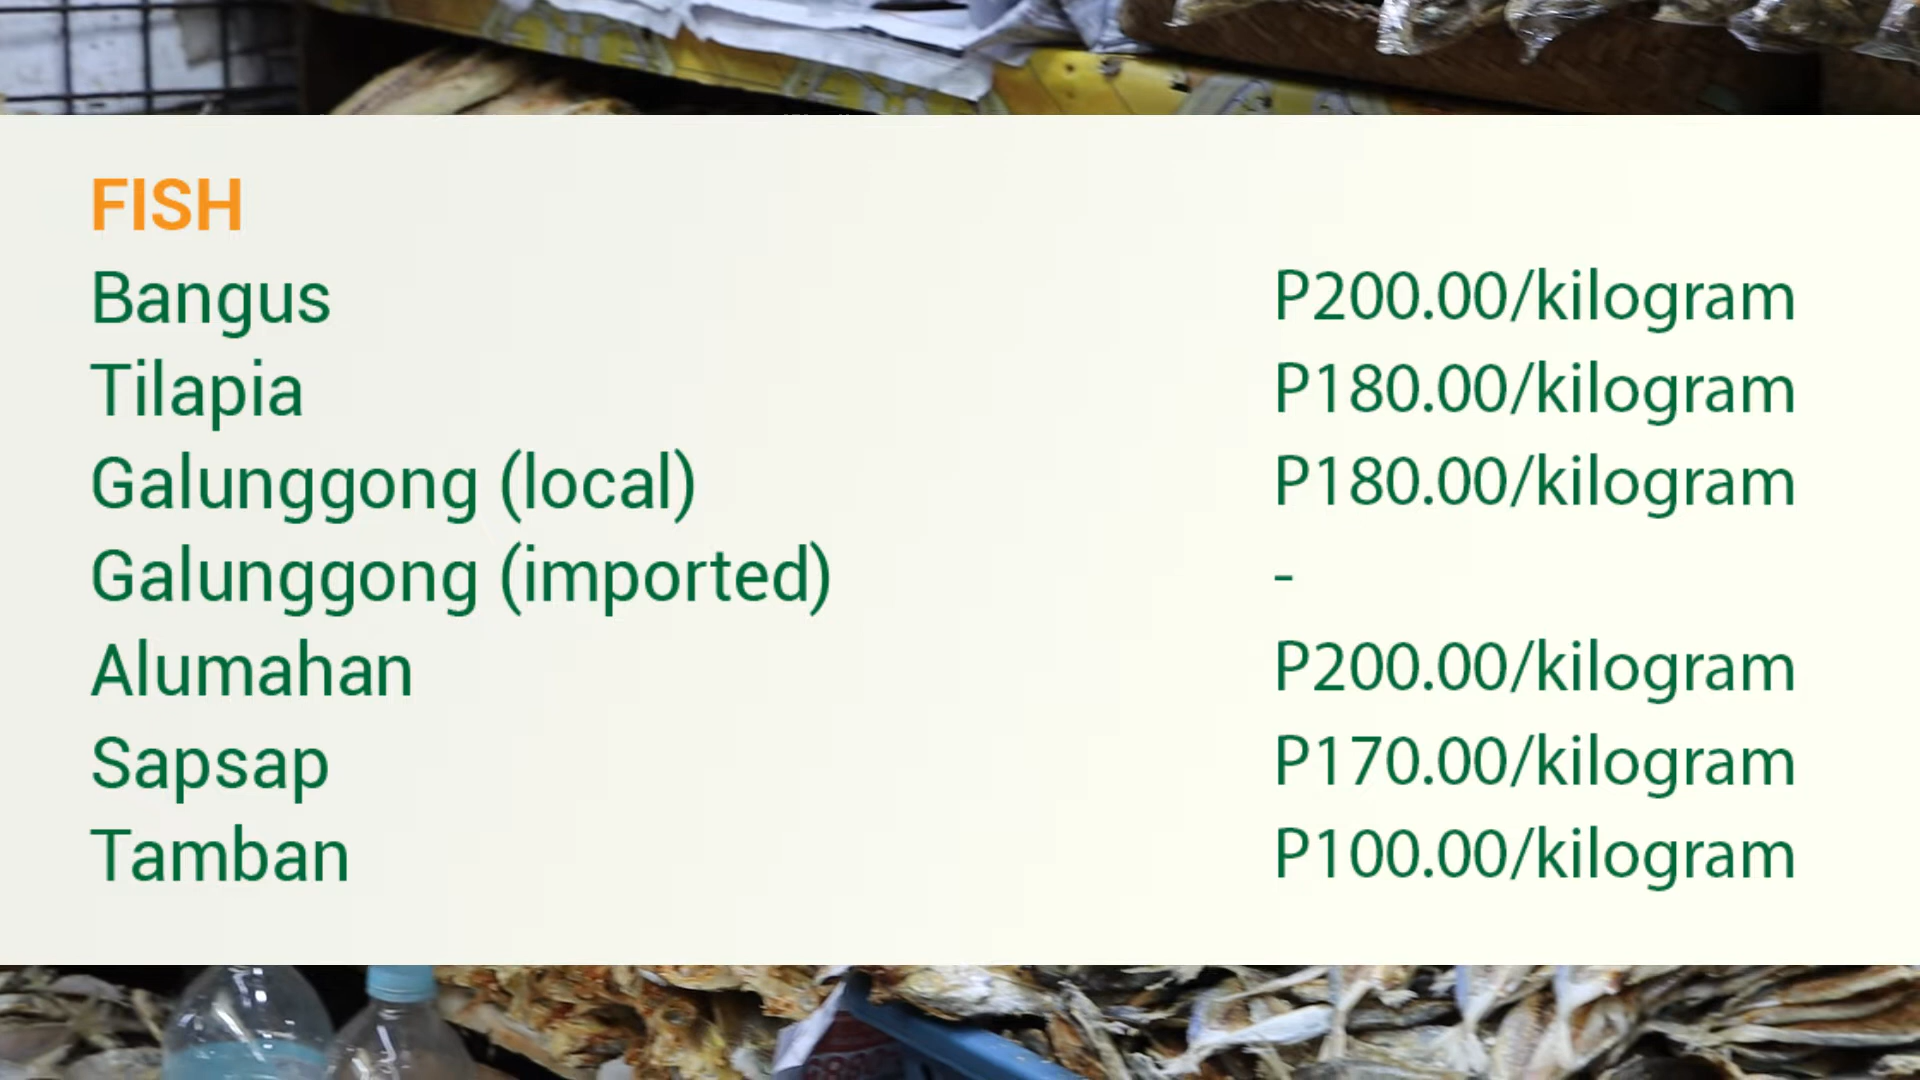 FISH
Bangus P200.00/kilogram
Tilapia P180.00/kilogram
Galunggong (local) P180.00/kilogram
Galunggong (imported) -
Alumahan P200.00/kilogram
Sapsap P170.00/kilogram
Tamban P100.00/kilogram